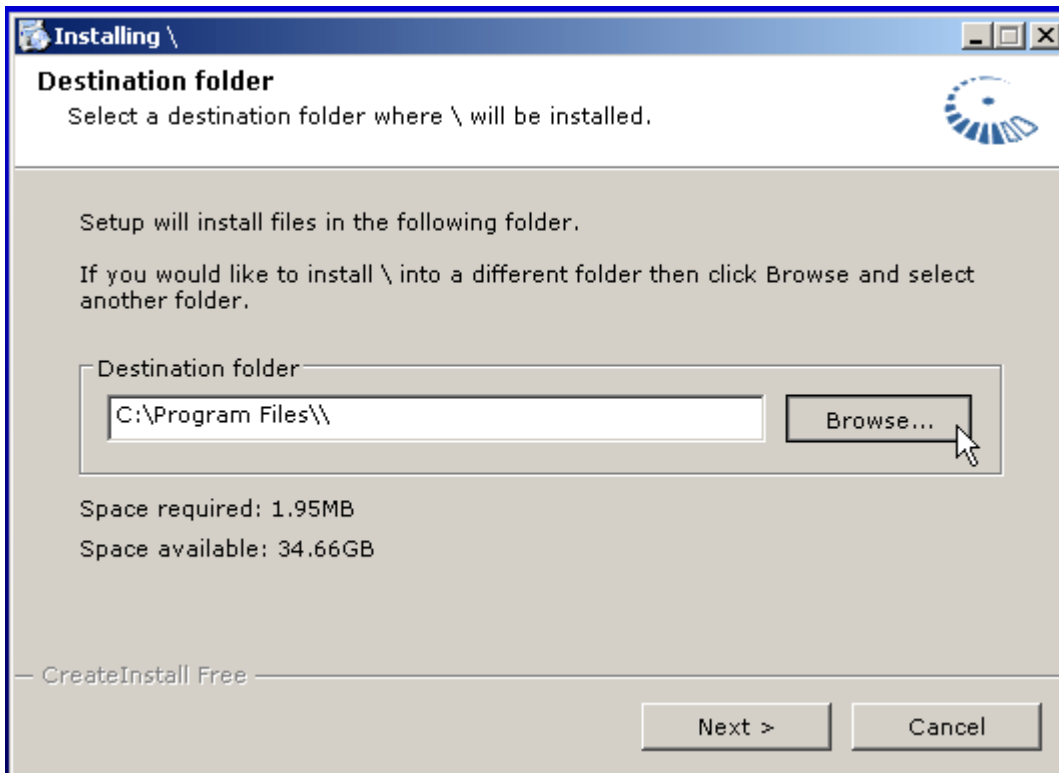 Installing \
Destination folder
Select a destination folder where \ will be installed.
Setup will install files in the following folder.
If you would like to install \ into a different folder then click Browse and select
another folder.
Destination folder
C:\Program Files\\
Browse...
Space required: 1.95MB
Space available: 34.66GB
CreateInstall Free
Next >
Cancel